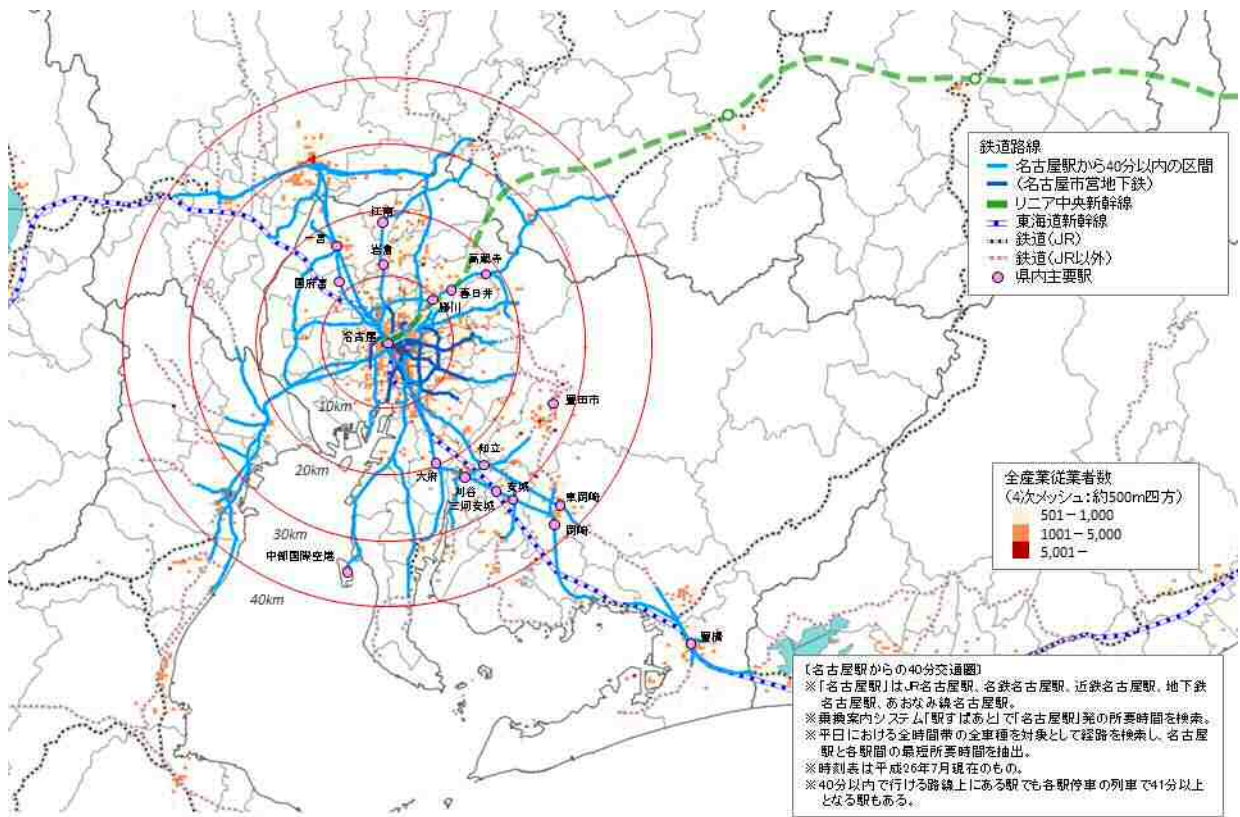 鉄道路線
名古屋駅から40分以内の区間
(名古屋市営地下鉄)
リニア中央新幹線
東海道新幹線
鉄道(JR)
鉄道(JR以外)
県内主要駅
江南
一宮
岩倉
高蔵寺
国府宮
春日井
勝川
名古屋
豊田市
10km
知立
20km
大府
刈谷
安城
三河安城
東岡崎
岡崎
30km
中部国際空港
40km
豊橋
全産業従業者数
(4次メッシュ:約500m四方)
501-1,000
1001-5,000
5,001-
〔名古屋駅からの40分交通圏〕
※「名古屋駅」はJR名古屋駅、名鉄名古屋駅、近鉄名古屋駅、地下鉄
名古屋駅、あおなみ線名古屋駅。
※乗換案内システム「駅すぱあと」で「名古屋駅」発の所要時間を検索。
※平日における全時間帯の全車種を対象として経路を検索し、名古屋
駅と各駅間の最短所要時間を抽出。
※時刻表は平成26年7月現在のもの。
※40分以内で行ける路線上にある駅でも各駅停車の列車で41分以上
となる駅もある。